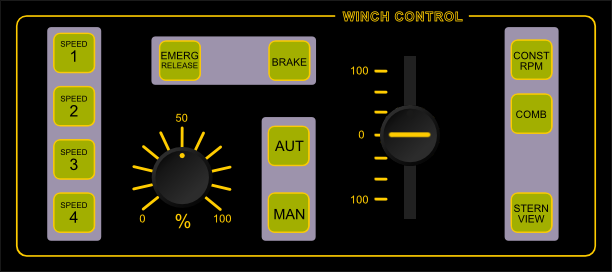 WINCH CONTROL
SPEED
1
SPEED
2
SPEED
3
SPEED
4
EMERG
RELEASE
BRAKE
50
0
%
100
AUT
MAN
100
0
100
CONST
RPM
COMB
STERN
VIEW